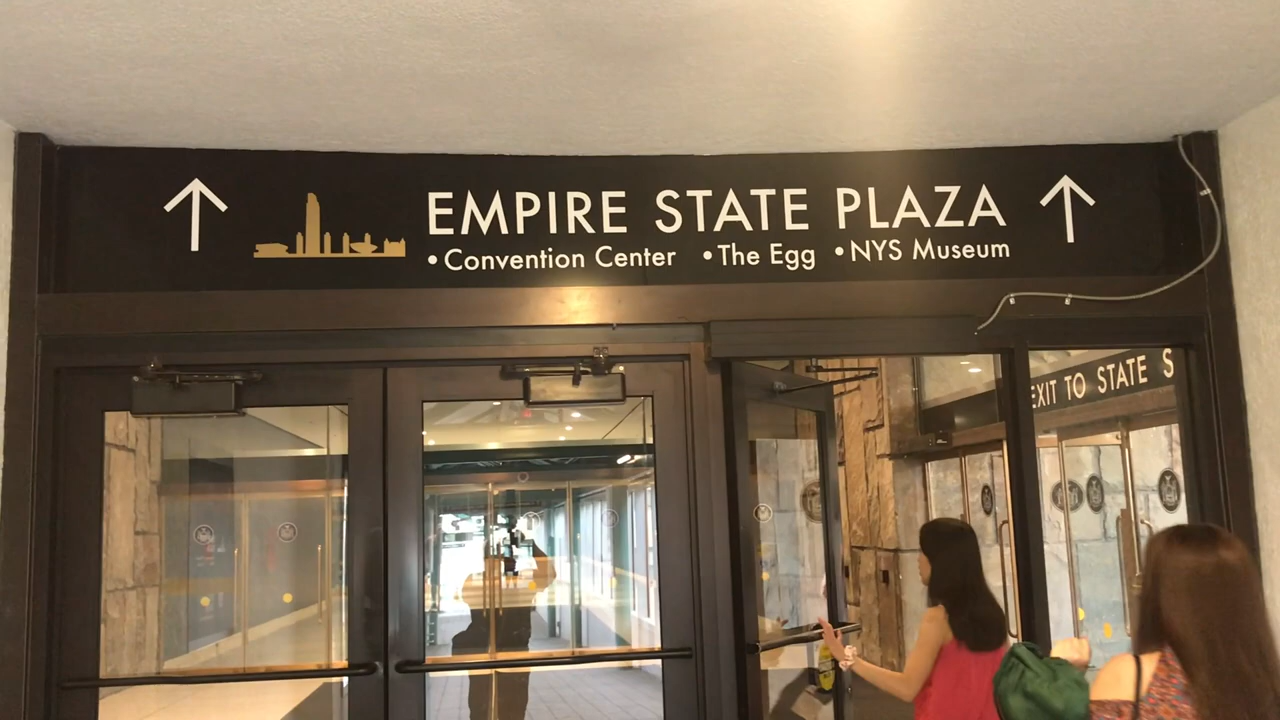 EMPIRE STATE PLAZA
•Convention Center •The Egg •NYS Museum
EXIT TO STATE S